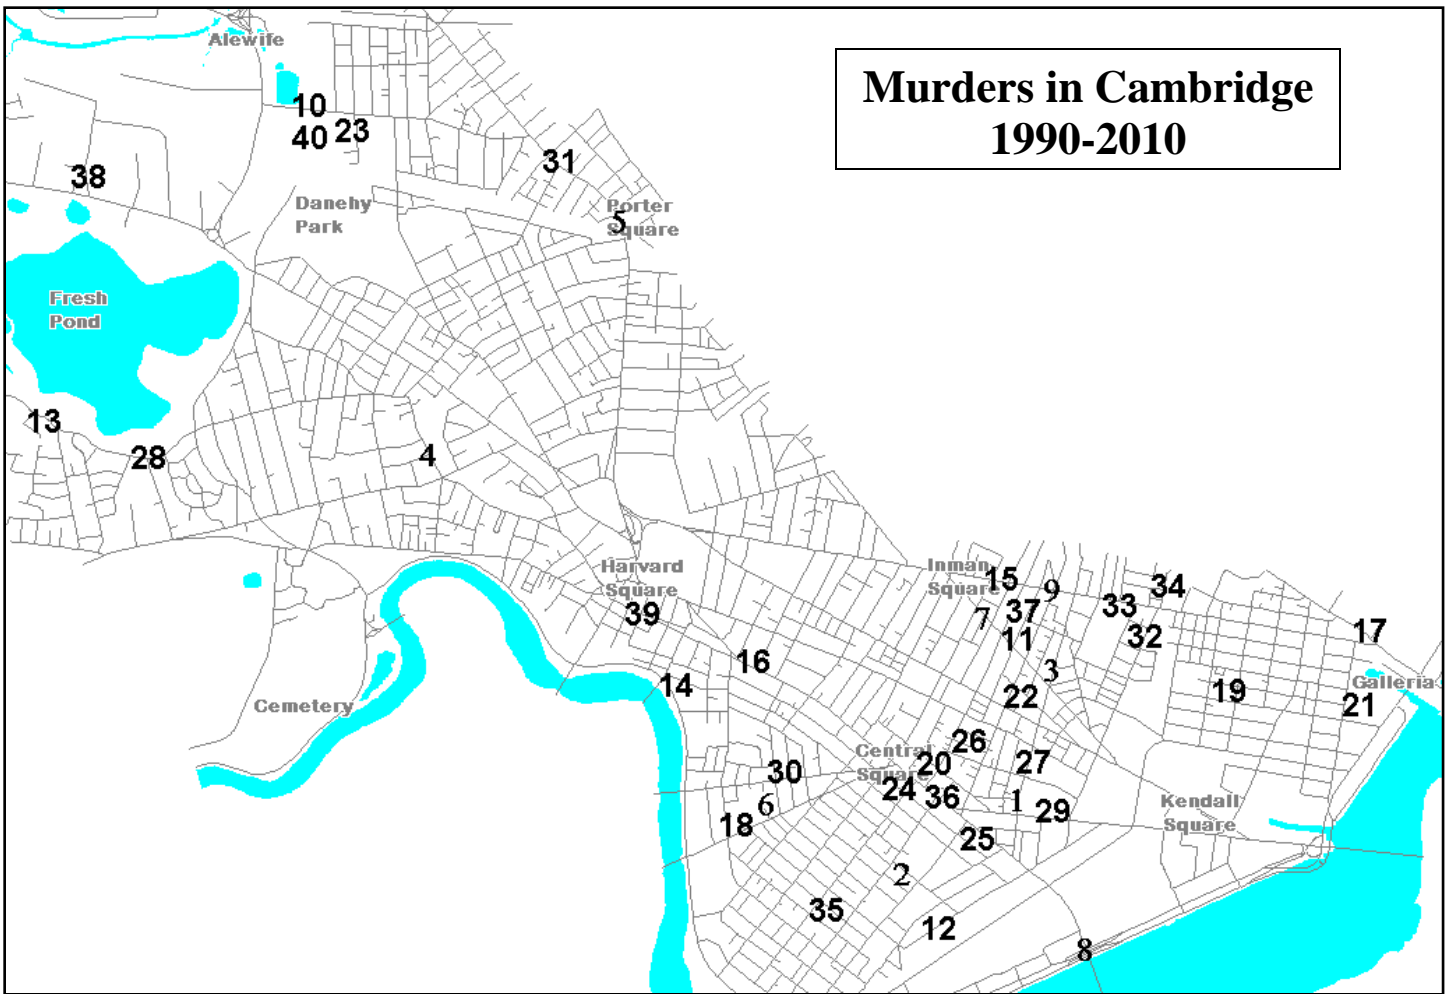 Murders in Cambridge
1990-2010
Alewife
10
40 23
31
38
Danehy
Park
Porter
5
Square
Fresh
Pond
13
28
4
Harvard
Square
39
Inman
Square
15
9
34
33
7
37
11
32
17
16
3
14
22
19
Galleria
21
Cemetery
26
Central
Square
20
27
30
24
36
1
29
6
18
25
Kendall
Square
2
35
12
8